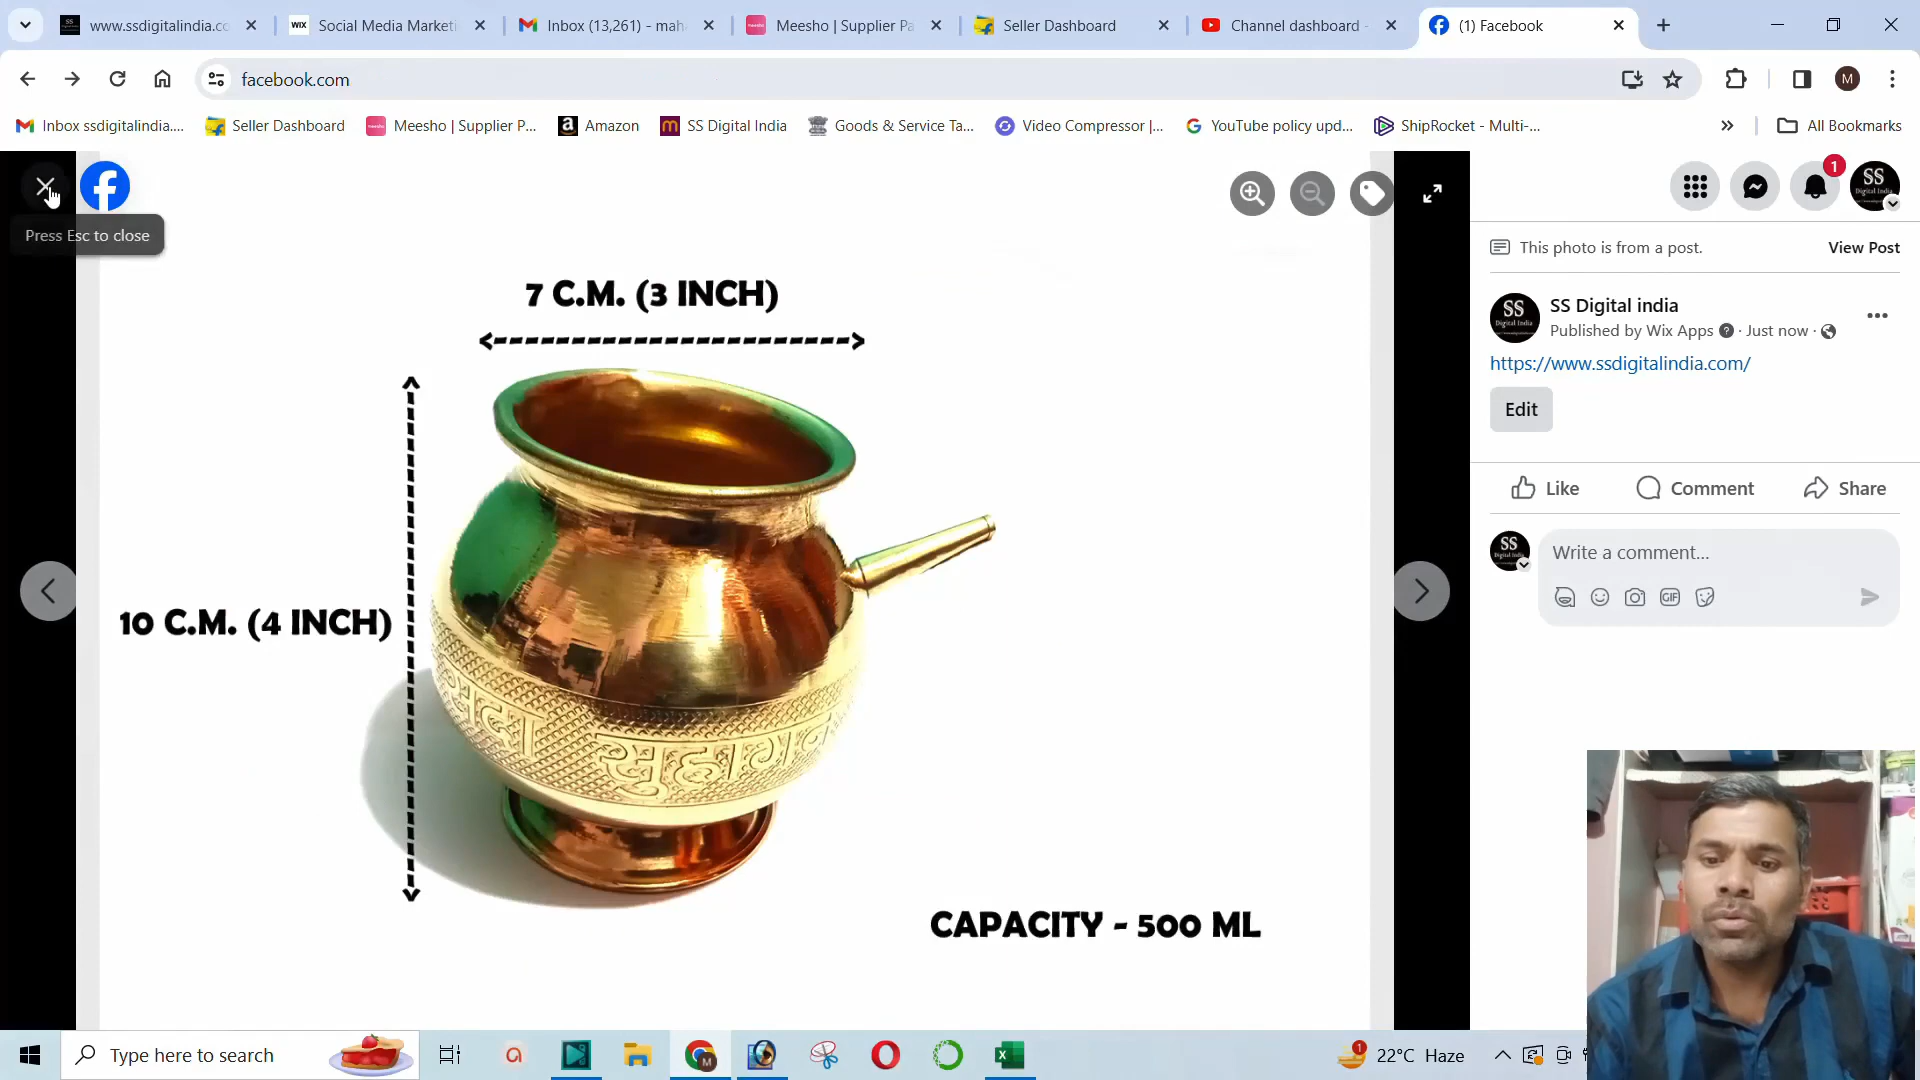 www.ssdigitalindia.co
Social Media Marketi
Inbox (13,261) - mah
Meesho | Supplier Pa
Seller Dashboard
Channel dashboard -
(1) Facebook
facebook.com
M
Inbox ssdigitalindia....
Seller Dashboard
Meesho | Supplier P...
Amazon
SS Digital India
Goods & Service Ta...
Video Compressor |...
YouTube policy upd...
ShipRocket - Multi-...
All Bookmarks
Press Esc to close
1
This photo is from a post.
View Post
SS Digital india
Published by Wix Apps · Just now ·
https://www.ssdigitalindia.com/
Edit
Like
Comment
Share
Write a comment...
GIF
7 C.M. (3 INCH)
10 C.M. (4 INCH)
सदा सुहागन
CAPACITY - 500 ML
Type here to search
22°C Haze